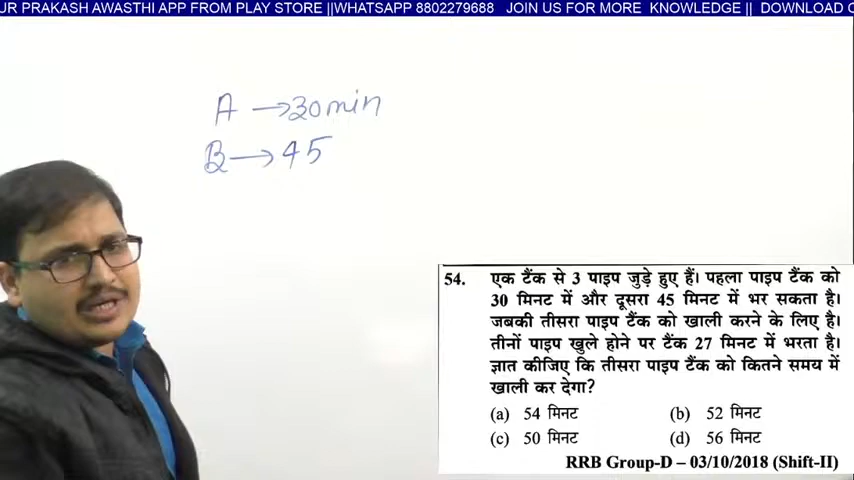 UR PRAKASH AWASTHI APP FROM PLAY STORE ||WHATSAPP 8802279688 JOIN US FOR MORE KNOWLEDGE || DOWNLOAD
A → 30min
B → 45
54. एक टैंक से 3 पाइप जुड़े हुए हैं। पहला पाइप टैंक को
30 मिनट में और दूसरा 45 मिनट में भर सकता है।
जबकी तीसरा पाइप टैंक को खाली करने के लिए है।
तीनों पाइप खुले होने पर टैंक 27 मिनट में भरता है।
ज्ञात कीजिए कि तीसरा पाइप टैंक को कितने समय में
खाली कर देगा?
(a) 54 मिनट (b) 52 मिनट
(c) 50 मिनट (d) 56 मिनट
RRB Group-D – 03/10/2018 (Shift-II)